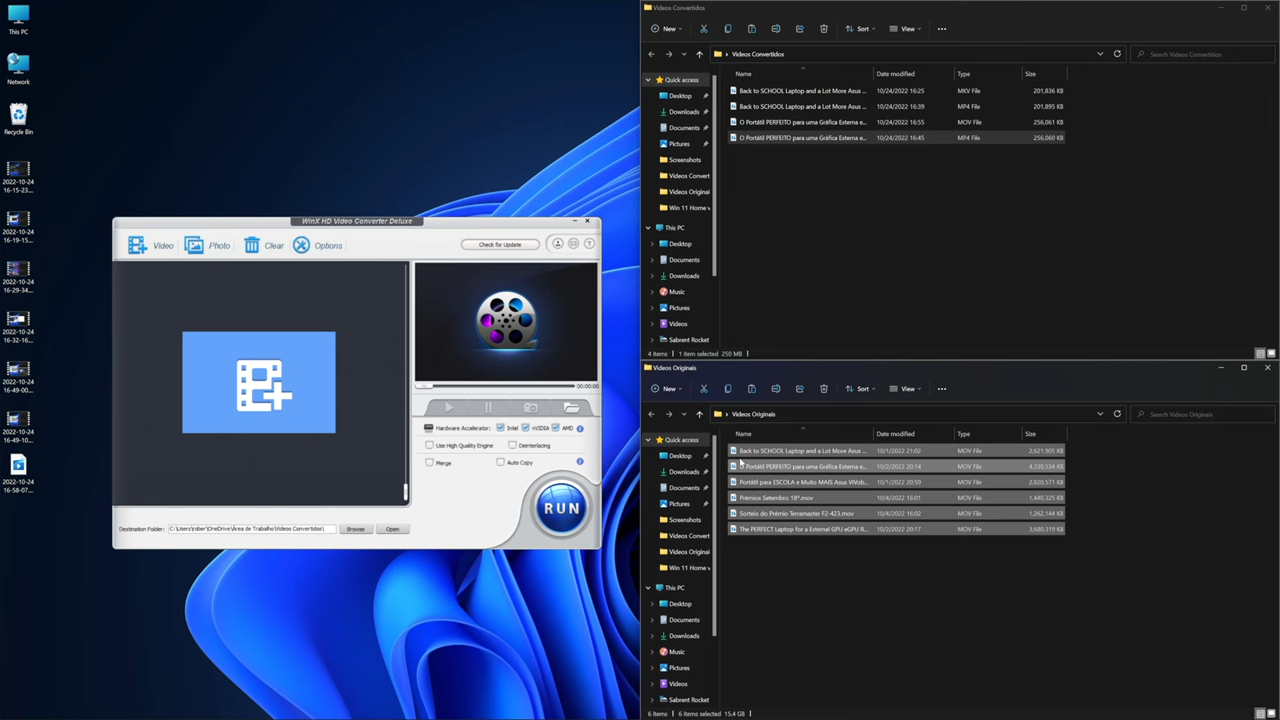 This PC
Network
Recycle Bin
2022-10-24
16-15-23...
2022-10-24
16-19-15...
2022-10-24
16-29-34...
2022-10-24
16-32-16...
2022-10-24
16-49-00...
2022-10-24
16-49-10...
2022-10-24
16-58-07...
WinX HD Video Converter Deluxe
Video Photo Clear Option
Check for Update
00:00:00
Hardware Accelerator: Intel nVIDIA AMD
Use High Quality Engine Deinterlacing
Merge Auto Copy
RUN
Destination Folder: C:\Users\rober\OneDrive\Área de Trabalho\Videos Convertidos\ Browse Open
Videos Convertidos
New Sort View
Videos Convertidos Search Videos Convertidos
Name Date modified Type Size
Back to SCHOOL Laptop and a Lot More Asus ... 10/24/2022 16:25 MKV File 201,836 KB
Back to SCHOOL Laptop and a Lot More Asus ... 10/24/2022 16:39 MP4 File 201,895 KB
O Portátil PERFEITO para uma Gráfica Externa e... 10/24/2022 16:55 MOV File 256,061 KB
O Portátil PERFEITO para uma Gráfica Externa e... 10/24/2022 16:45 MP4 File 256,060 KB
Quick access
Desktop
Downloads
Documents
Pictures
Screenshots
Videos Convert
Videos Original
Win 11 Home v
This PC
Desktop
Documents
Downloads
Music
Pictures
Videos
Sabrent Rocket
4 items 1 item selected 250 MB
Videos Originais
New Sort View
Videos Originais Search Videos Originais
Name Date modified Type Size
Back to SCHOOL Laptop and a Lot More Asus ... 10/1/2022 21:02 MOV File 2,621,905 KB
O Portátil PERFEITO para uma Gráfica Externa e... 10/2/2022 20:14 MOV File 4,330,534 KB
Portátil para ESCOLA e Muito MAIS Asus VIVob... 10/1/2022 20:59 MOV File 2,820,571 KB
Prémios Setembro 18º.mov 10/4/2022 16:01 MOV File 1,440,325 KB
Sorteio do Prémio Terramaster F2-423.mov 10/4/2022 16:02 MOV File 1,262,144 KB
The PERFECT Laptop for a External GPU eGPU R... 10/2/2022 20:17 MOV File 3,680,319 KB
Quick access
Desktop
Downloads
Documents
Pictures
Screenshots
Videos Convert
Videos Original
Win 11 Home v
This PC
Desktop
Documents
Downloads
Music
Pictures
Videos
Sabrent Rocket
6 items 6 items selected 15.4 GB